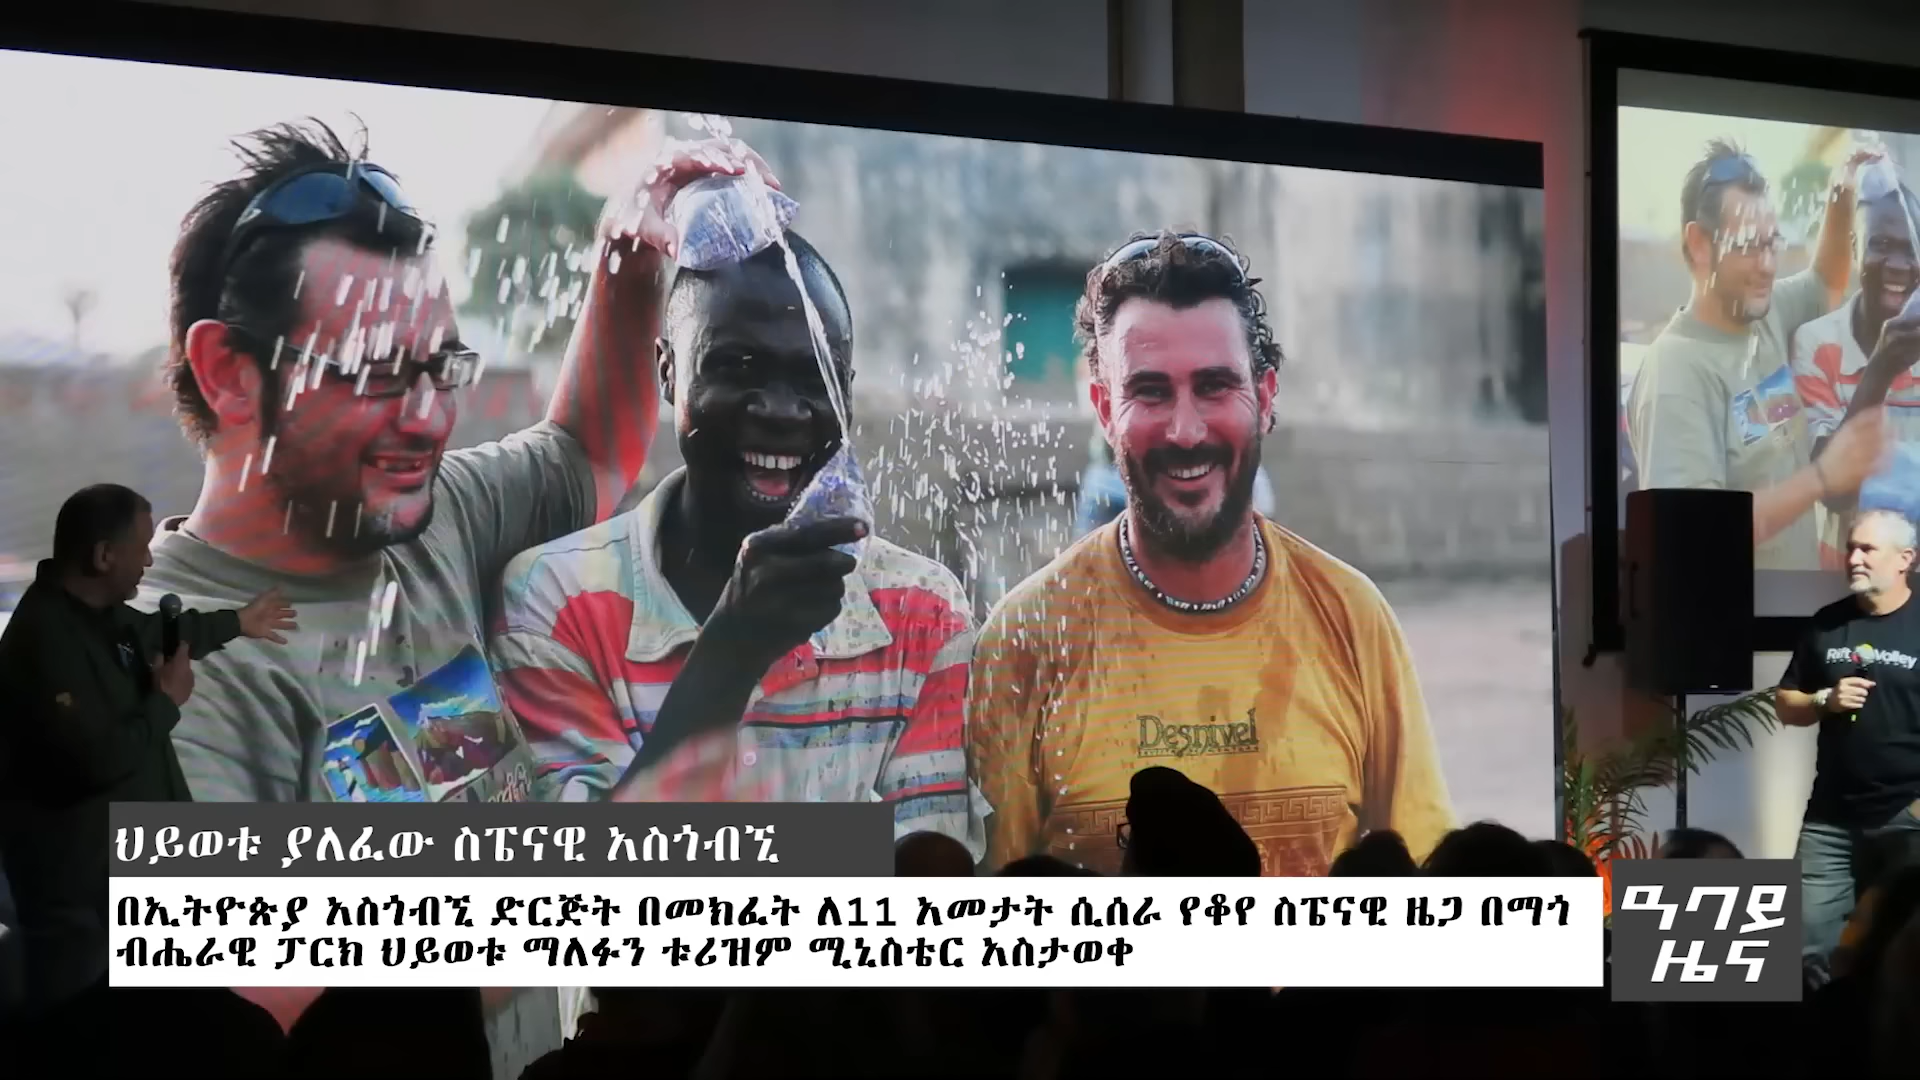 Desnivel
Rift Valley
ህይወቱ ያለፈው ስፔናዊ አስጎብኚ
በኢትዮጵያ አስጎብኚ ድርጅት በመክፈት ለ11 አመታት ሲሰራ የቆየ ስፔናዊ ዜጋ በማጎ
ብሔራዊ ፓርክ ህይወቱ ማለፉን ቱሪዝም ሚኒስቴር አስታወቀ
ዓባይ
ዜና